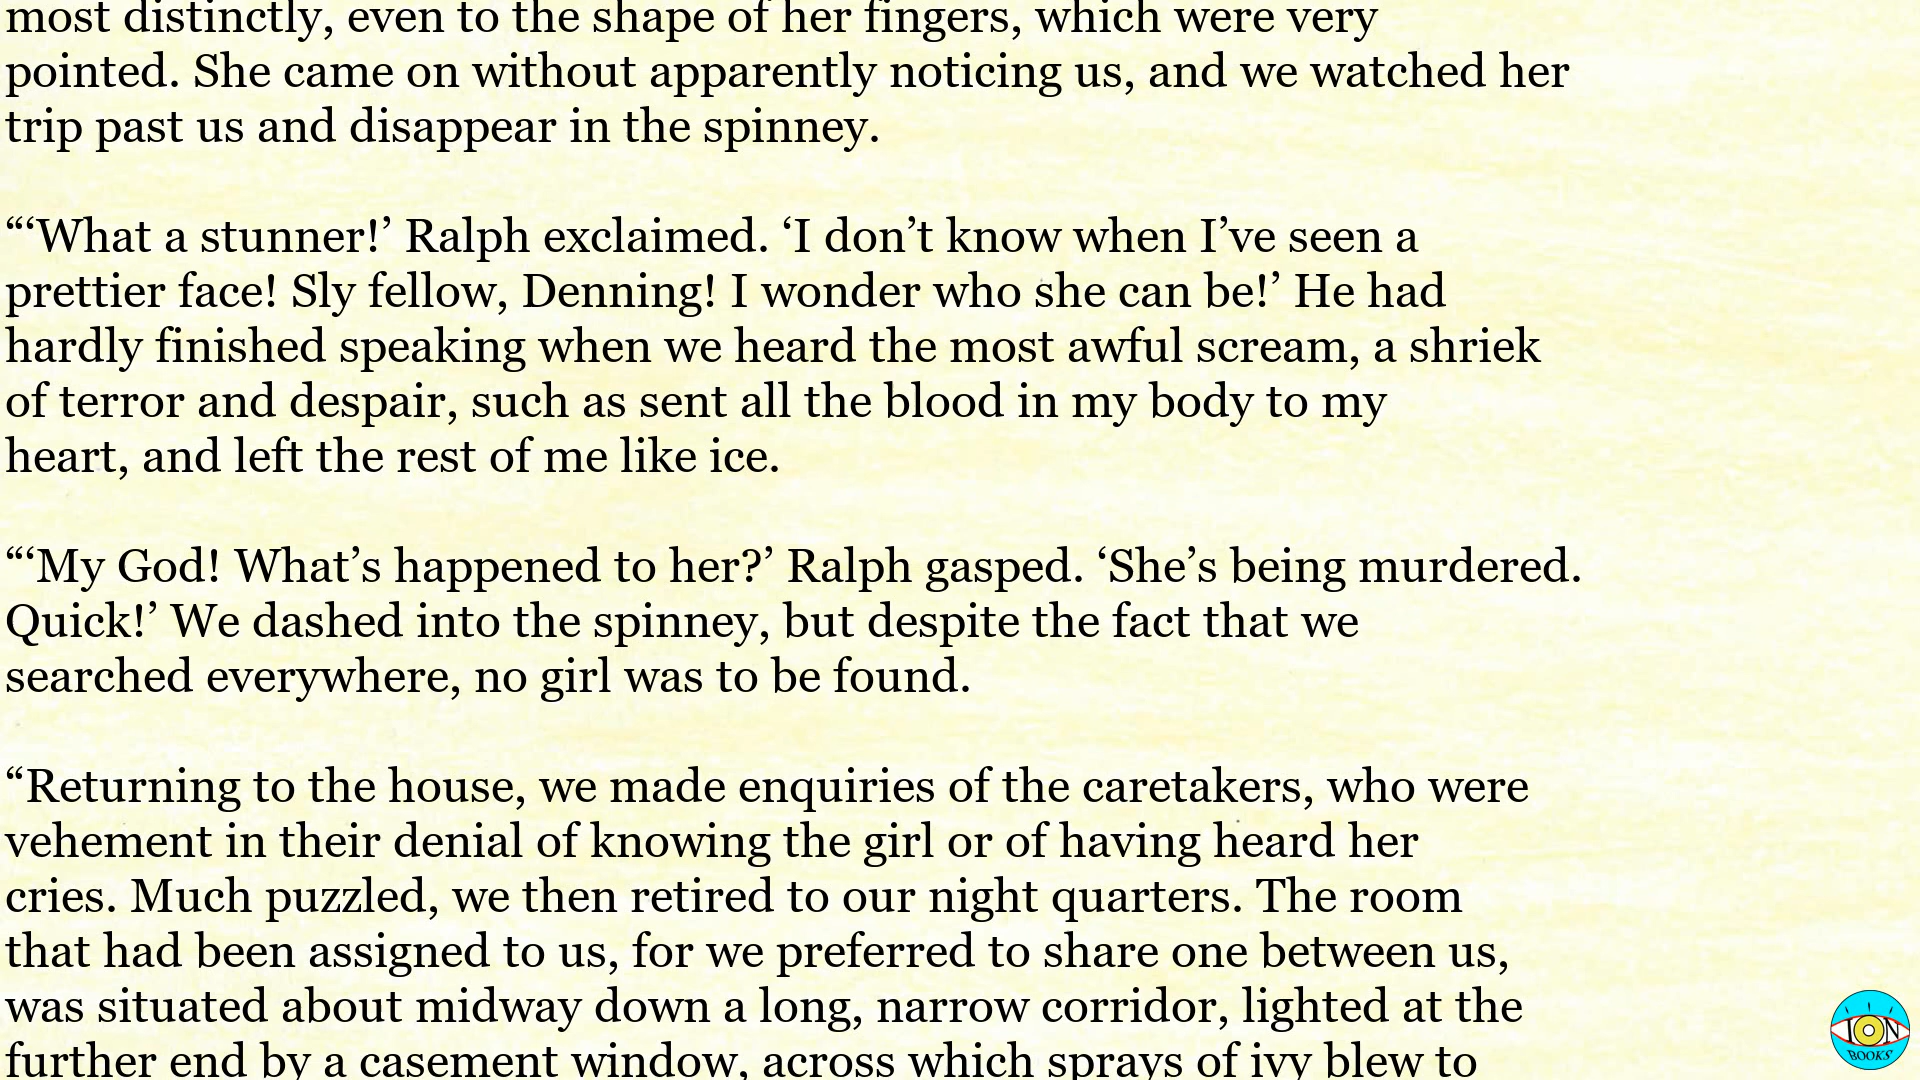 most distinctly, even to the shape of her fingers, which were very
pointed. She came on without apparently noticing us, and we watched her
trip past us and disappear in the spinney.
“‘What a stunner!’ Ralph exclaimed. ‘I don’t know when I’ve seen a
prettier face! Sly fellow, Denning! I wonder who she can be!’ He had
hardly finished speaking when we heard the most awful scream, a shriek
of terror and despair, such as sent all the blood in my body to my
heart, and left the rest of me like ice.
“‘My God! What’s happened to her?’ Ralph gasped. ‘She’s being murdered.
Quick!’ We dashed into the spinney, but despite the fact that we
searched everywhere, no girl was to be found.
“Returning to the house, we made enquiries of the caretakers, who were
vehement in their denial of knowing the girl or of having heard her
cries. Much puzzled, we then retired to our night quarters. The room
that had been assigned to us, for we preferred to share one between us,
was situated about midway down a long, narrow corridor, lighted at the
further end by a casement window, across which sprays of ivy blew to
ION
BOOKS